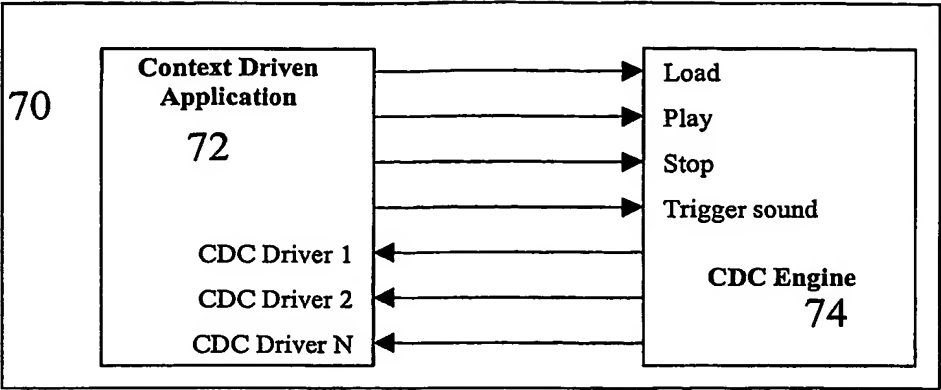 70
Context Driven
Application
72
CDC Driver 1
CDC Driver 2
CDC Driver N
Load
Play
Stop
Trigger sound
CDC Engine
74